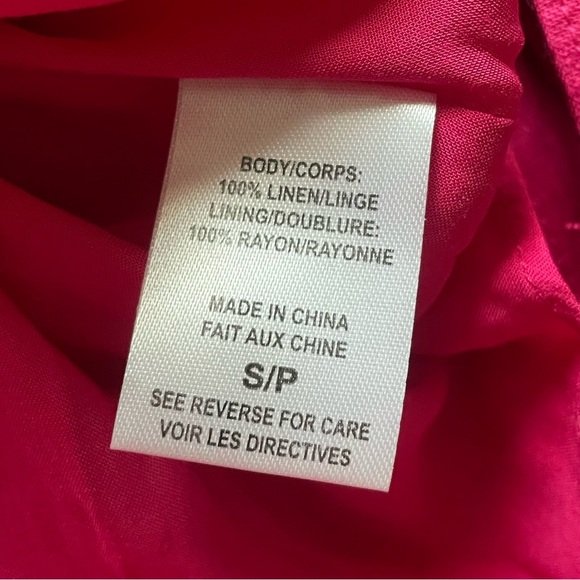 BODY/CORPS:
100% LINEN/LINGE
LINING/DOUBLURE:
100% RAYON/RAYONNE
MADE IN CHINA
FAIT AUX CHINE
S/P
SEE REVERSE FOR CARE
VOIR LES DIRECTIVES